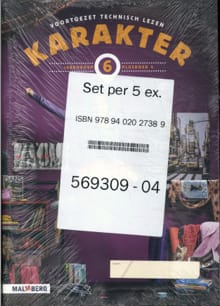 VOORTGEZET TECHNISCH LEZEN
KARAKTER
6
Set per 5 ex.
ISBN 978 94 020 2738 9
569309 - 04
MALMBERG